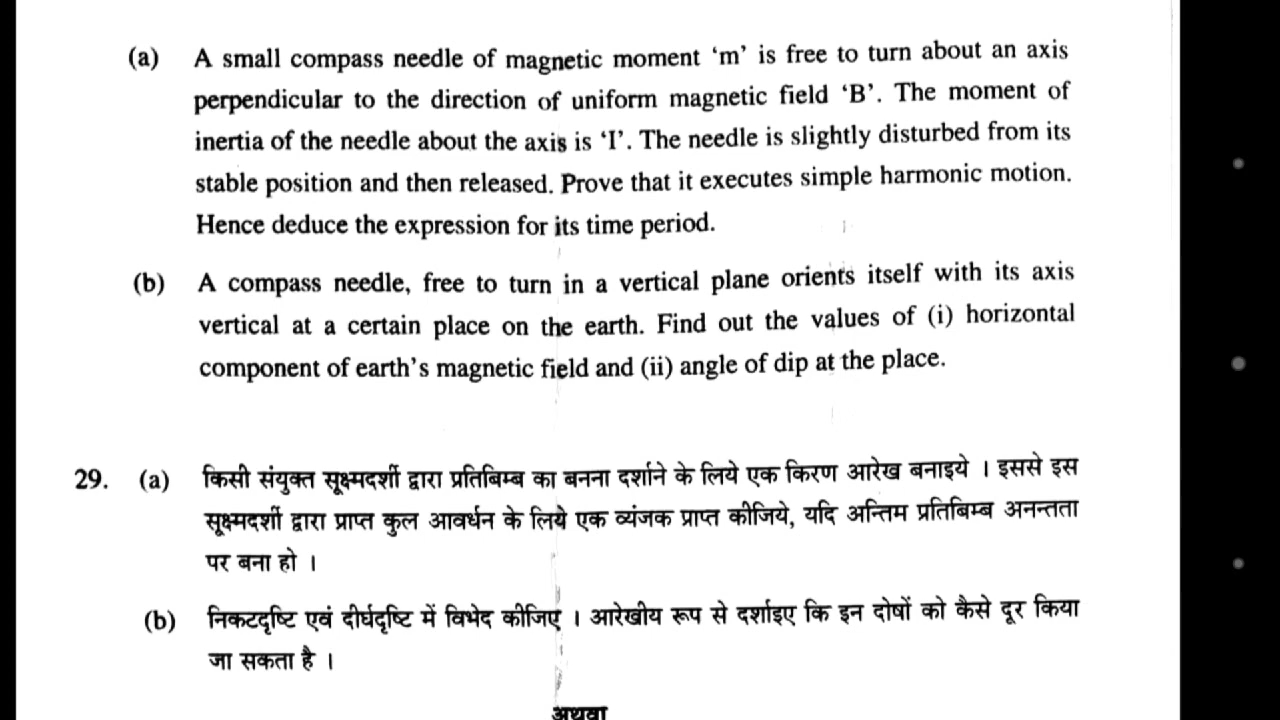 (a) A small compass needle of magnetic moment ‘m’ is free to turn about an axis
perpendicular to the direction of uniform magnetic field ‘B’. The moment of
inertia of the needle about the axis is ‘I’. The needle is slightly disturbed from its
stable position and then released. Prove that it executes simple harmonic motion.
Hence deduce the expression for its time period.
(b) A compass needle, free to turn in a vertical plane orients itself with its axis
vertical at a certain place on the earth. Find out the values of (i) horizontal
component of earth’s magnetic field and (ii) angle of dip at the place.
29. (a) किसी संयुक्त सूक्ष्मदर्शी द्वारा प्रतिबिम्ब का बनना दर्शाने के लिये एक किरण आरेख बनाइये । इससे इस
सूक्ष्मदर्शी द्वारा प्राप्त कुल आवर्धन के लिये एक व्यंजक प्राप्त कीजिये, यदि अन्तिम प्रतिबिम्ब अनन्तता
पर बना हो ।
(b) निकटदृष्टि एवं दीर्घदृष्टि में विभेद कीजिए । आरेखीय रूप से दर्शाइए कि इन दोषों को कैसे दूर किया
जा सकता है ।
अथवा